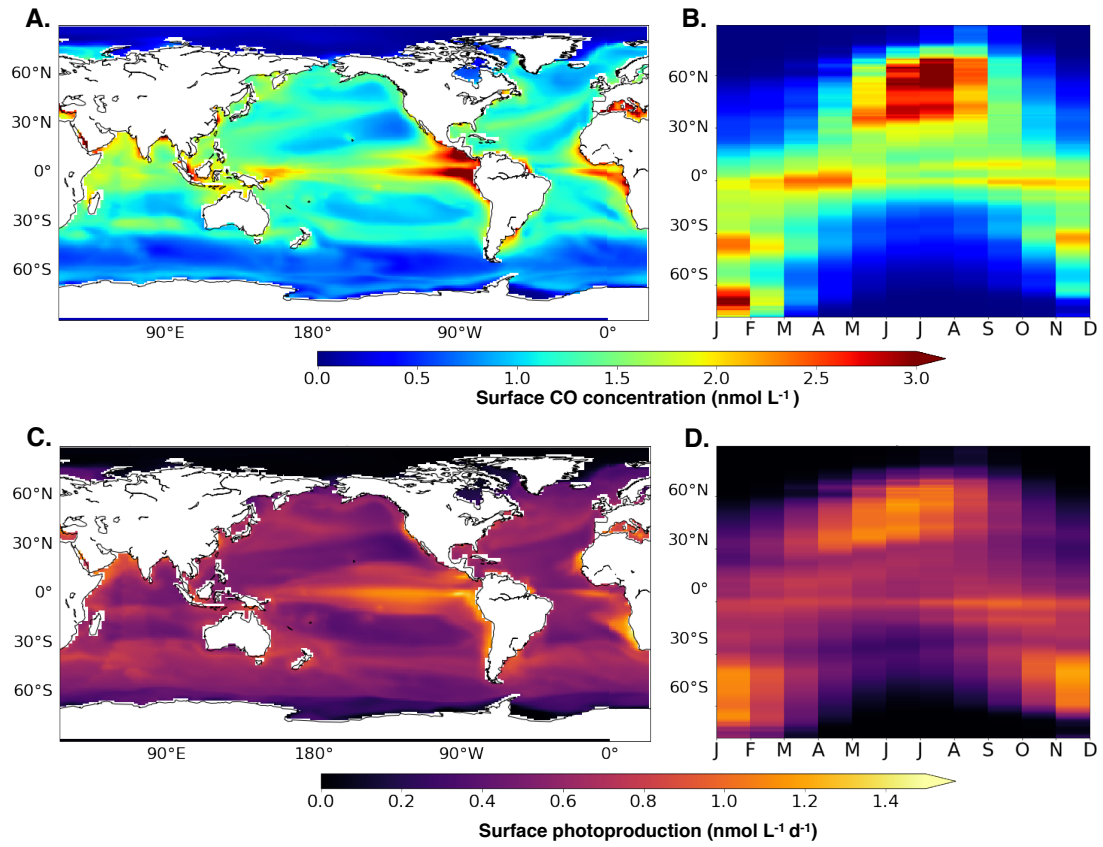 A.
B.
60°N
30°N
0°
30°S
60°S
90°E 180° 90°W 0°
60°N
30°N
0°
30°S
60°S
J F M A M J J A S O N D
0.0 0.5 1.0 1.5 2.0 2.5 3.0
Surface CO concentration (nmol L⁻¹ )
C.
D.
60°N
30°N
0°
30°S
60°S
90°E 180° 90°W 0°
60°N
30°N
0°
30°S
60°S
J F M A M J J A S O N D
0.0 0.2 0.4 0.6 0.8 1.0 1.2 1.4
Surface photoproduction (nmol L⁻¹ d⁻¹)